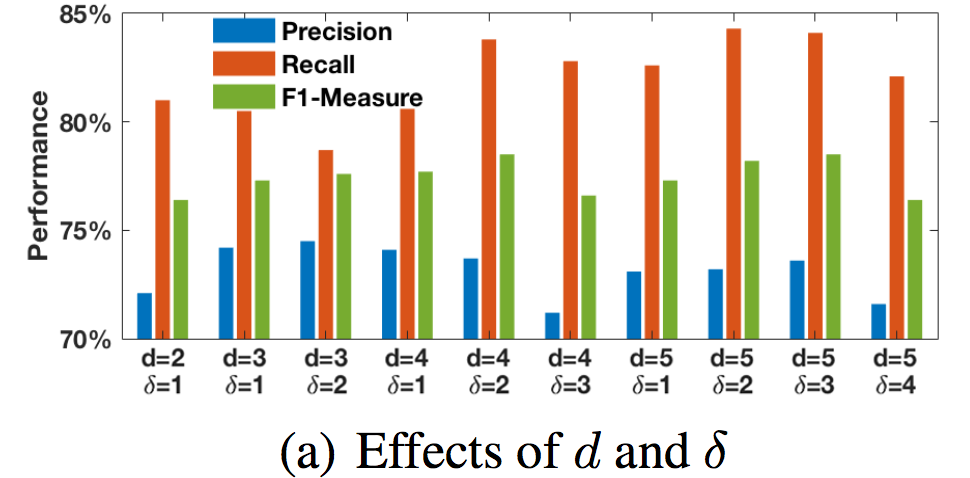 85%
Precision
Recall
F1-Measure
80%
75%
70%
Performance
d=2 d=3 d=3 d=4 d=4 d=4 d=5 d=5 d=5 d=5
δ=1 δ=1 δ=2 δ=1 δ=2 δ=3 δ=1 δ=2 δ=3 δ=4
(a) Effects of d and δ